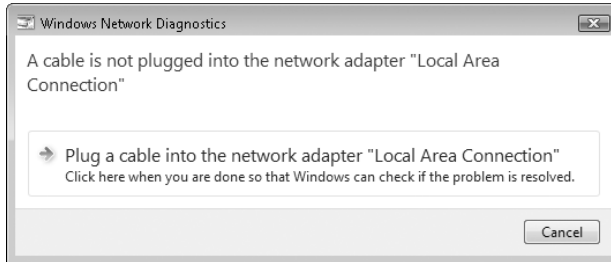 Windows Network Diagnostics
A cable is not plugged into the network adapter "Local Area
Connection"
Plug a cable into the network adapter "Local Area Connection"
Click here when you are done so that Windows can check if the problem is resolved.
Cancel